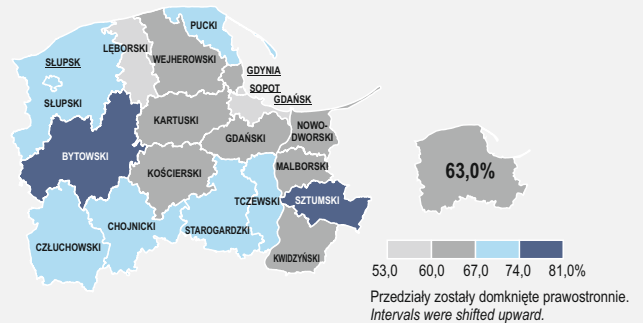 PUCKI
LĘBORSKI
WEJHEROWSKI
SŁUPSK
GDYNIA
SOPOT
GDAŃSK
SŁUPSKI
KARTUSKI
NOWO-
DWORSKI
GDAŃSKI
BYTOWSKI
MALBORSKI
KOŚCIERSKI
63,0%
TCZEWSKI
SZTUMSKI
CHOJNICKI
STAROGARDZKI
CZŁUCHOWSKI
KWIDZYŃSKI
53,0 60,0 67,0 74,0 81,0%
Przedziały zostały domknięte prawostronnie.
Intervals were shifted upward.